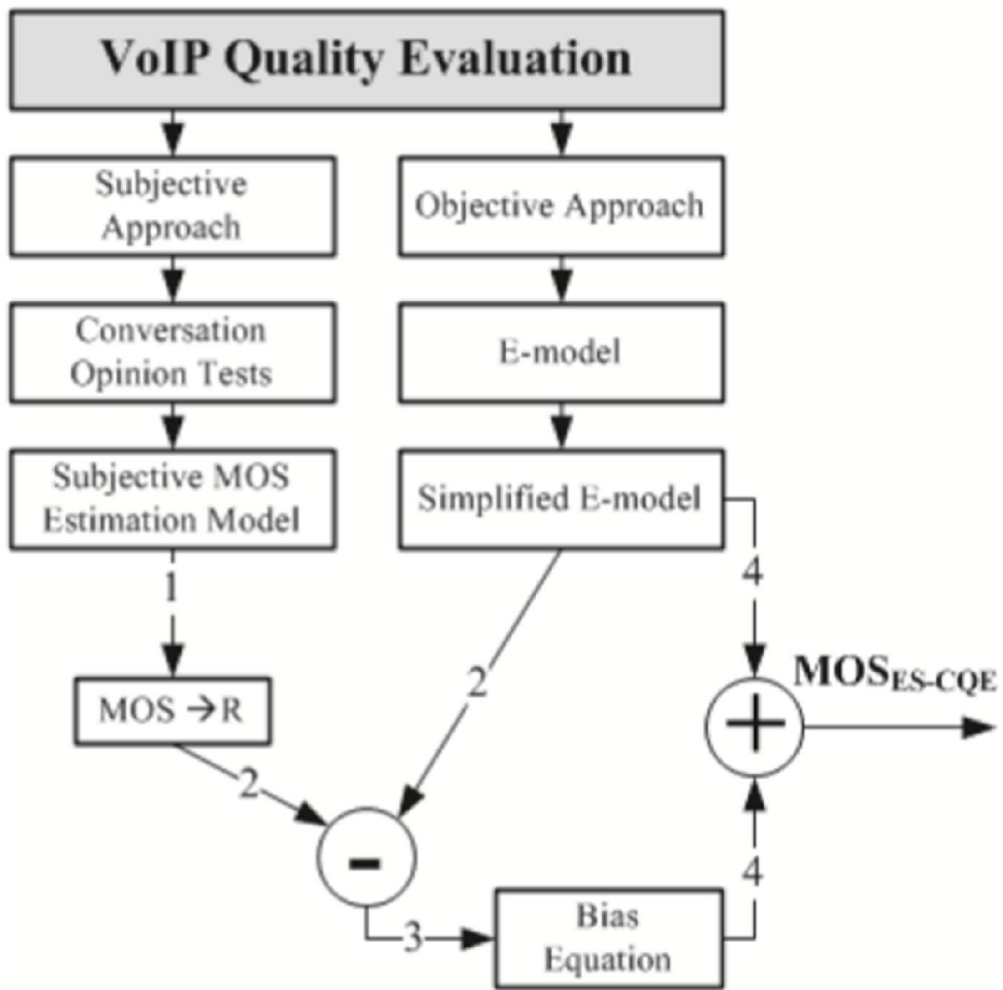 VoIP Quality Evaluation
Subjective
Approach
Objective Approach
Conversation
Opinion Tests
E-model
Subjective MOS
Estimation Model
Simplified E-model
1
4
2
MOS →R
MOS_ES-CQE
+
2
-
4
3
Bias
Equation